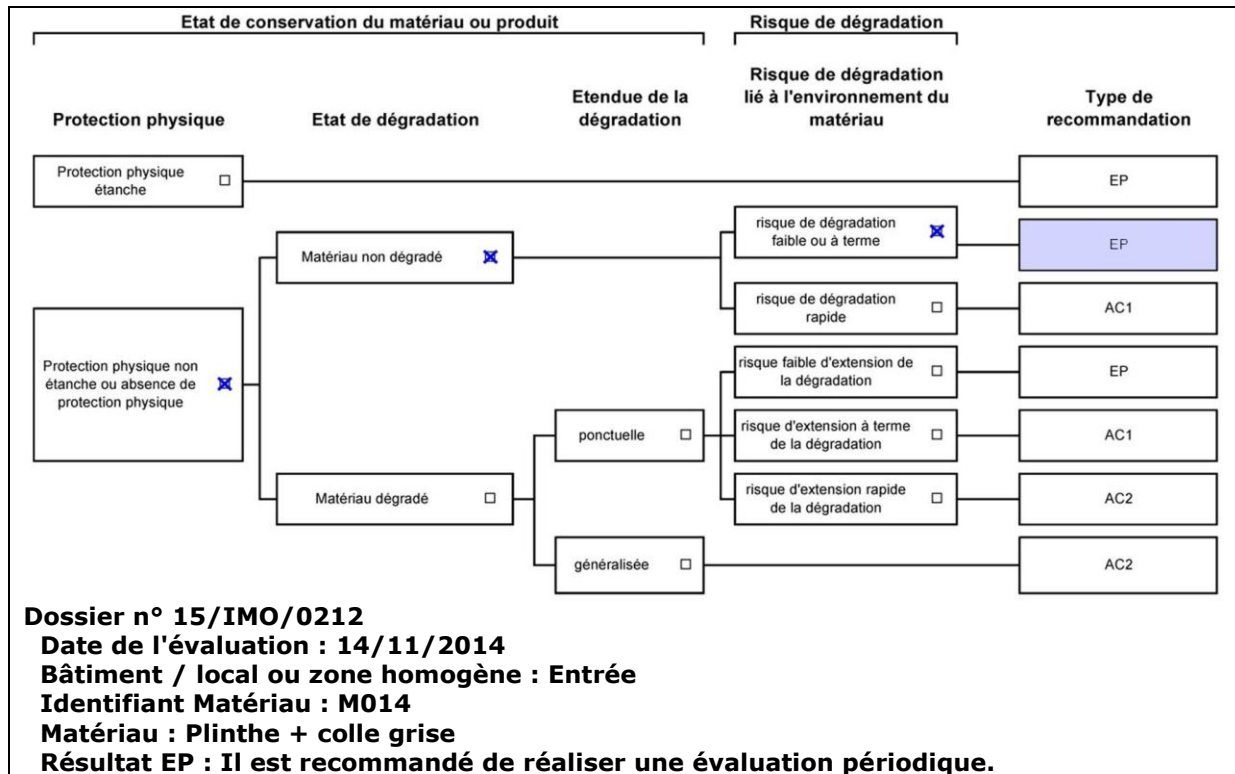 Etat de conservation du matériau ou produit
Risque de dégradation
Protection physique
Etat de dégradation
Etendue de la
dégradation
Risque de dégradation
lié à l'environnement du
matériau
Type de
recommandation
Protection physique
étanche
EP
risque de dégradation
faible ou à terme
EP
Matériau non dégradé
risque de dégradation
rapide
AC1
Protection physique non
étanche ou absence de
protection physique
risque faible d'extension de
la dégradation
EP
ponctuelle
risque d'extension à terme
de la dégradation
AC1
Matériau dégradé
risque d'extension rapide
de la dégradation
AC2
généralisée
AC2
Dossier n° 15/IMO/0212
Date de l'évaluation : 14/11/2014
Bâtiment / local ou zone homogène : Entrée
Identifiant Matériau : M014
Matériau : Plinthe + colle grise
Résultat EP : Il est recommandé de réaliser une évaluation périodique.